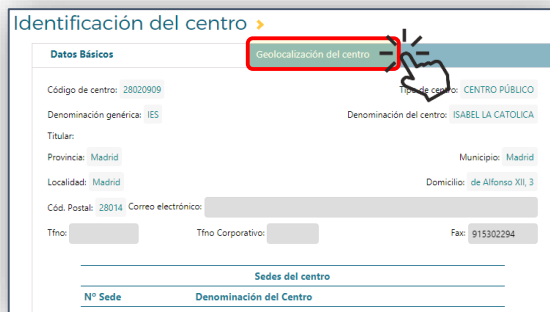 Identificación del centro >
Datos Básicos Geolocalización del centro
Código de centro: 28020909 Tipo de centro: CENTRO PÚBLICO
Denominación genérica: IES Denominación del centro: ISABEL LA CATOLICA
Titular:
Provincia: Madrid Municipio: Madrid
Localidad: Madrid Domicilio: de Alfonso XII, 3
Cód. Postal: 28014 Correo electrónico:
Tfno: Tfno Corporativo: Fax: 915302294
Sedes del centro
Nº Sede Denominación del Centro